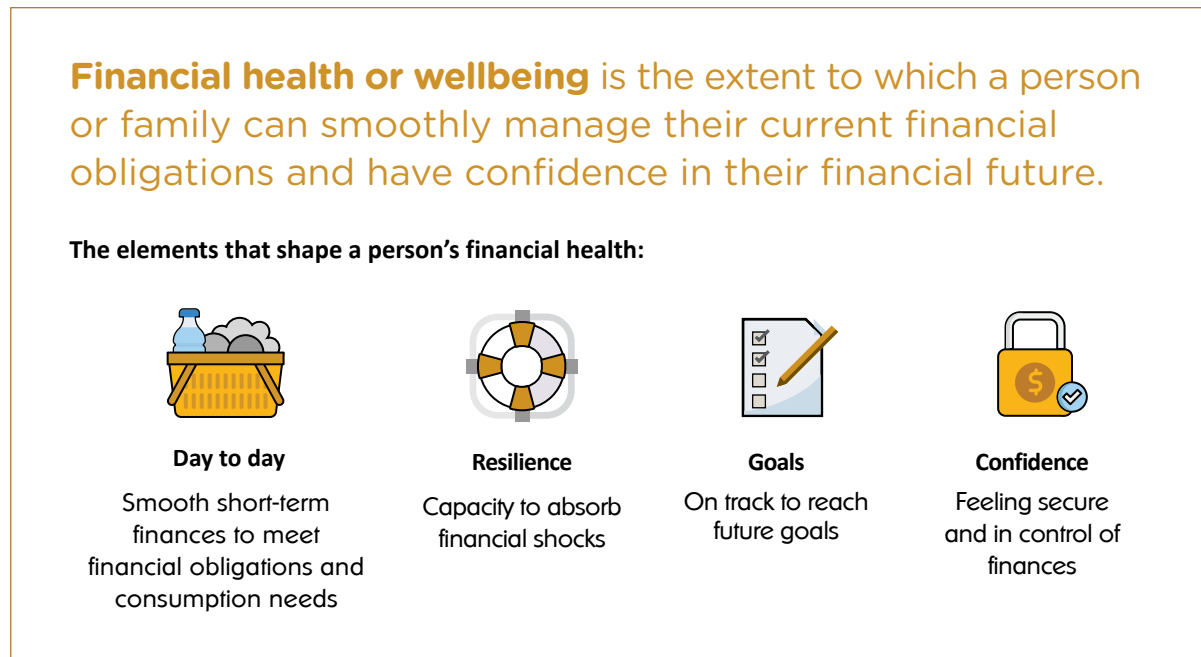 Financial health or wellbeing is the extent to which a person
or family can smoothly manage their current financial
obligations and have confidence in their financial future.
The elements that shape a person's financial health:
Day to day
Smooth short-term
finances to meet
financial obligations and
consumption needs
Resilience
Capacity to absorb
financial shocks
Goals
On track to reach
future goals
$
Confidence
Feeling secure
and in control of
finances